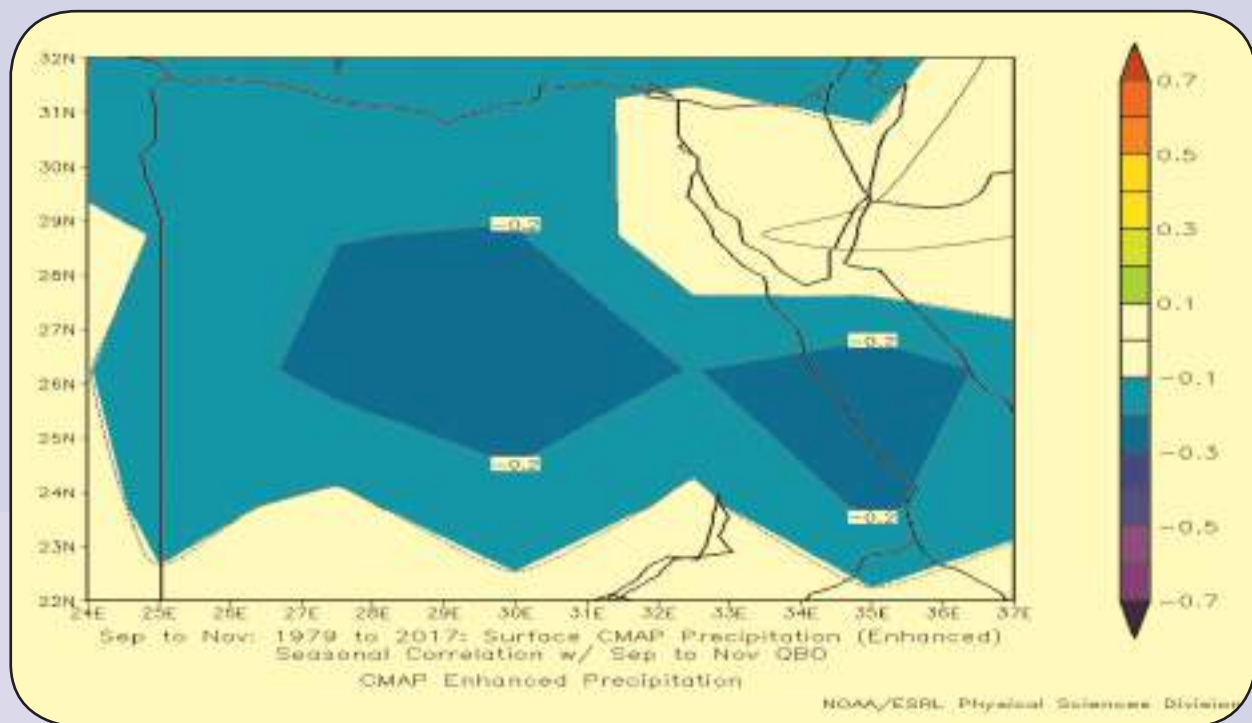 32N
31N
30N
29N
28N
27N
26N
25N
24N
23N
22N
-0.2
-0.2
-0.2
-0.2
24E 25E 26E 27E 28E 29E 30E 31E 32E 33E 34E 35E 36E 37E
0.7
0.5
0.3
0.1
-0.1
-0.3
-0.5
-0.7
Sep to Nov: 1979 to 2017: Surface CMAP Precipitation (Enhanced)
Seasonal Correlation w/ Sep to Nov QBO
CMAP Enhanced Precipitation
NOAA/ESRL Physical Sciences Division